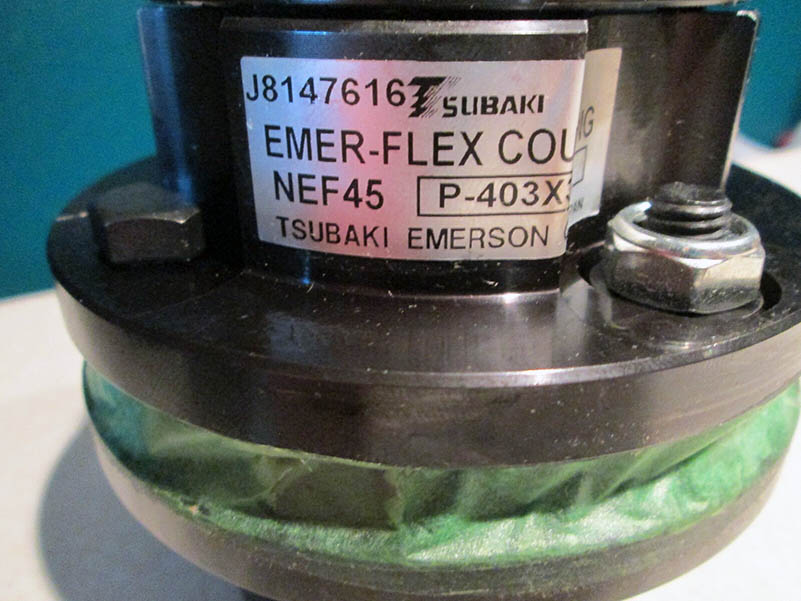 J8147616 TSUBAKI
EMER-FLEX COU
NEF45 P-403X
TSUBAKI EMERSON